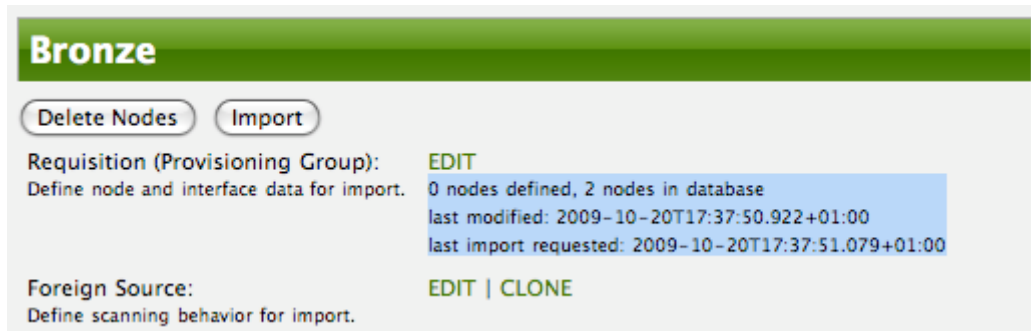 Bronze
Delete Nodes Import
Requisition (Provisioning Group): EDIT
Define node and interface data for import. 0 nodes defined, 2 nodes in database
last modified: 2009-10-20T17:37:50.922+01:00
last import requested: 2009-10-20T17:37:51.079+01:00
Foreign Source: EDIT | CLONE
Define scanning behavior for import.